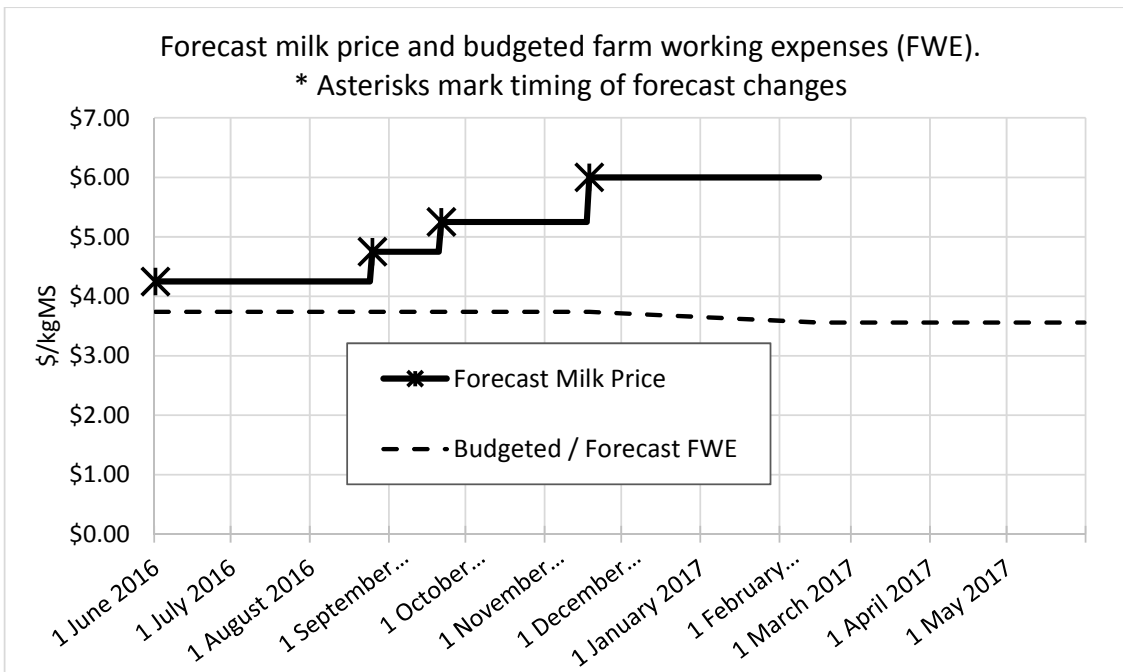 Forecast milk price and budgeted farm working expenses (FWE).
* Asterisks mark timing of forecast changes
$7.00
$6.00
$5.00
$4.00
$3.00
$2.00
$1.00
$0.00
$/kgMS
Forecast Milk Price
Budgeted / Forecast FWE
1 June 2016
1 July 2016
1 August 2016
1 September...
1 October...
1 November...
1 December...
1 January 2017
1 February...
1 March 2017
1 April 2017
1 May 2017